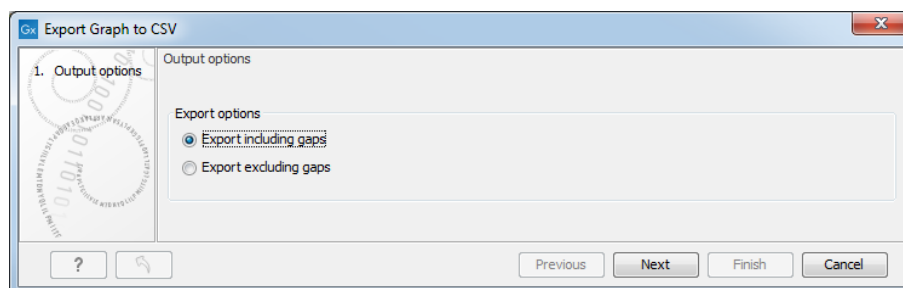 Gx Export Graph to CSV
X
1. Output options
Output options
Export options
Export including gaps
Export excluding gaps
?
Previous
Next
Finish
Cancel